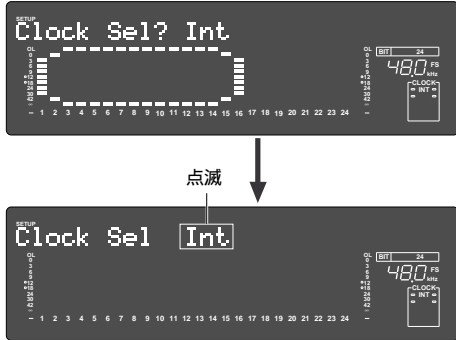 SETUP
Clock Sel? Int
OL
0
3
6
9
12
18
24
30
42
∞
OL
0
3
6
9
12
18
24
30
42
∞
BIT 24
48.0 FS
kHz
CLOCK
INT
– 1 2 3 4 5 6 7 8 9 10 11 12 13 14 15 16 17 18 19 20 21 22 23 24 –
点滅
SETUP
Clock Sel Int
OL
0
3
6
9
12
18
24
30
42
∞
OL
0
3
6
9
12
18
24
30
42
∞
BIT 24
48.0 FS
kHz
CLOCK
INT
– 1 2 3 4 5 6 7 8 9 10 11 12 13 14 15 16 17 18 19 20 21 22 23 24 –